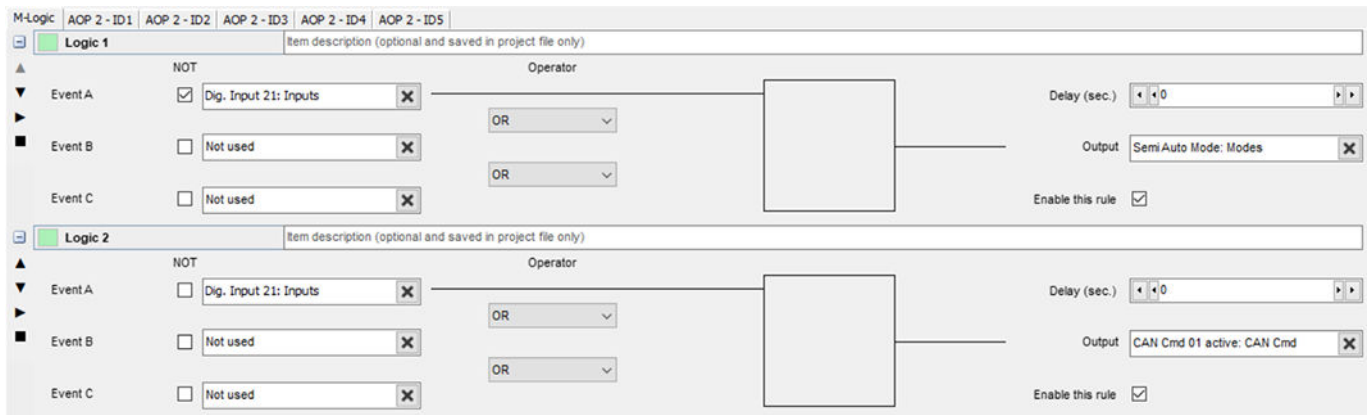 M-Logic AOP 2 - ID1 AOP 2 - ID2 AOP 2 - ID3 AOP 2 - ID4 AOP 2 - ID5
Logic 1 Item description (optional and saved in project file only)
NOT Operator
Event A Dig. Input 21: Inputs Delay (sec.) 0
OR
Event B Not used Output Semi Auto Mode: Modes
OR
Event C Not used Enable this rule
Logic 2 Item description (optional and saved in project file only)
NOT Operator
Event A Dig. Input 21: Inputs Delay (sec.) 0
OR
Event B Not used Output CAN Cmd 01 active: CAN Cmd
OR
Event C Not used Enable this rule